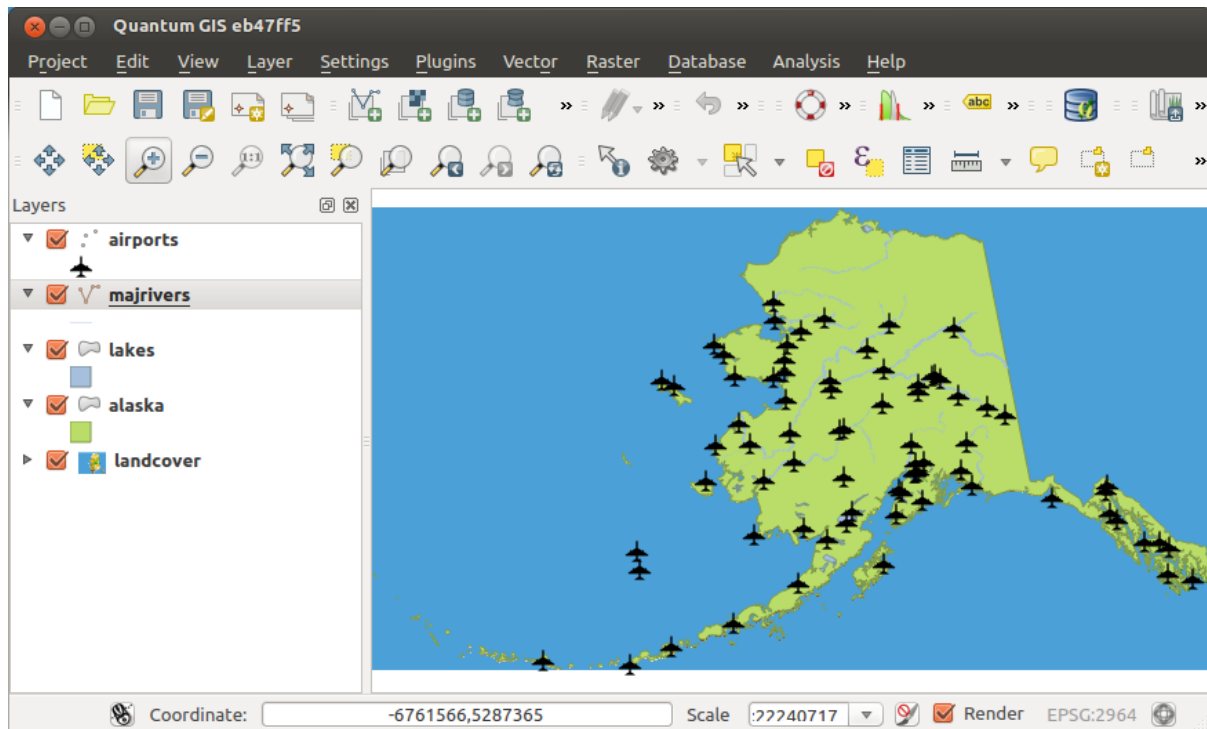 Quantum GIS eb47ff5
Project Edit View Layer Settings Plugins Vector Raster Database Analysis Help
abc
1:1
Layers
airports
majrivers
lakes
alaska
landcover
Coordinate: -6761566,5287365 Scale :22240717 Render EPSG:2964